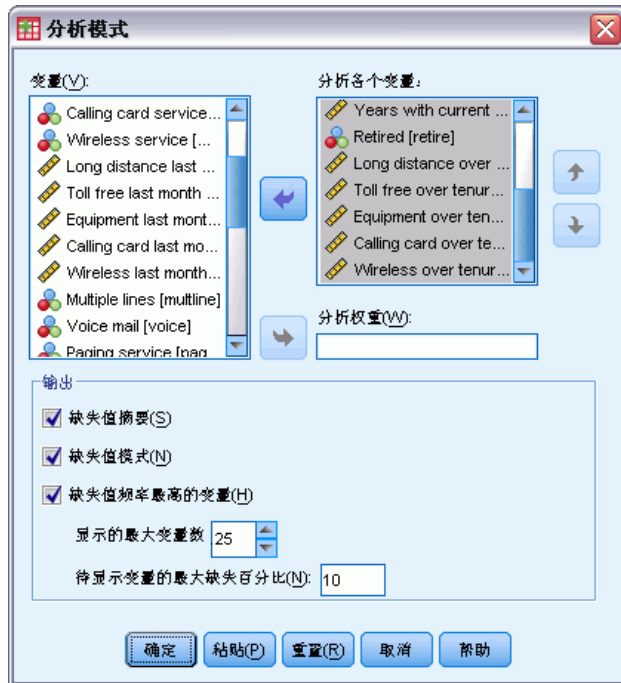 分析模式
变量(V):
Calling card service...
Wireless service [...
Long distance last ...
Toll free last month ...
Equipment last mont...
Calling card last mo...
Wireless last month...
Multiple lines [multline]
Voice mail [voice]
Paging service [pag
分析各个变量:
Years with current ...
Retired [retire]
Long distance over ...
Toll free over tenur...
Equipment over ten...
Calling card over te...
Wireless over tenur...
分析权重(W):
输出
缺失值摘要(S)
缺失值模式(N)
缺失值频率最高的变量(H)
显示的最大变量数 25
待显示变量的最大缺失百分比(N): 10
确定 粘贴(P) 重置(R) 取消 帮助